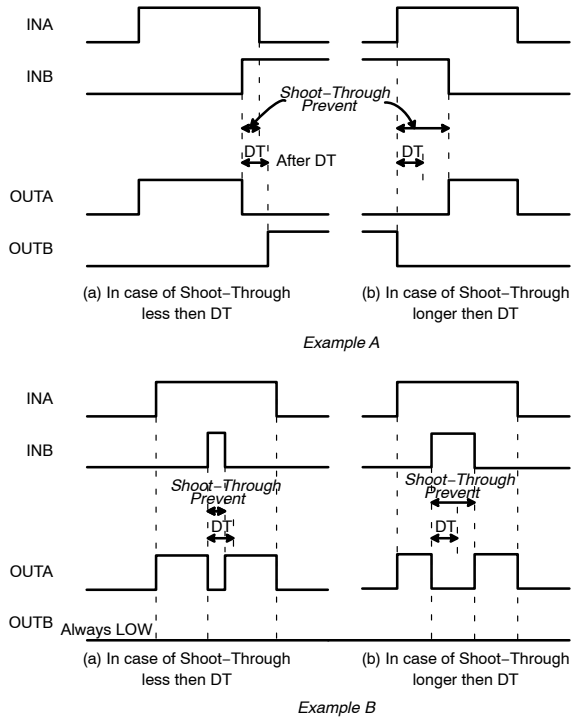 INA
INB
Shoot−Through
Prevent
DT
After DT
DT
OUTA
OUTB
(a) In case of Shoot−Through
less then DT
(b) In case of Shoot−Through
longer then DT
Example A
INA
INB
Shoot−Through
Prevent
DT
Shoot−Through
Prevent
DT
OUTA
OUTB
Always LOW
(a) In case of Shoot−Through
less then DT
(b) In case of Shoot−Through
longer then DT
Example B